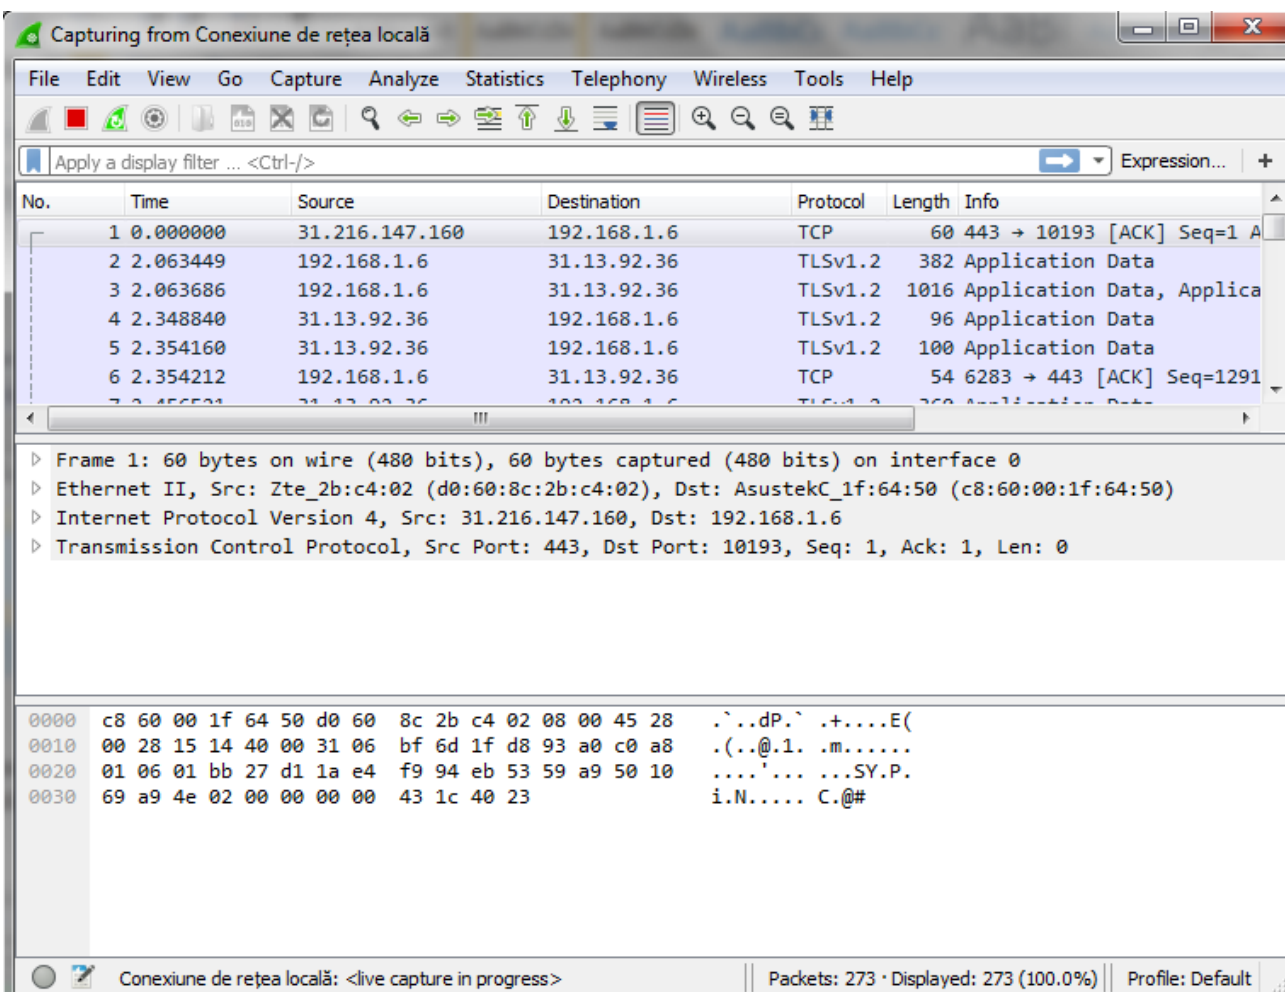 Capturing from Conexiune de rețea locală
File Edit View Go Capture Analyze Statistics Telephony Wireless Tools Help
Apply a display filter ... <Ctrl-/> Expression... +
No. Time Source Destination Protocol Length Info
1 0.000000 31.216.147.160 192.168.1.6 TCP 60 443 → 10193 [ACK] Seq=1 A
2 2.063449 192.168.1.6 31.13.92.36 TLSv1.2 382 Application Data
3 2.063686 192.168.1.6 31.13.92.36 TLSv1.2 1016 Application Data, Applica
4 2.348840 31.13.92.36 192.168.1.6 TLSv1.2 96 Application Data
5 2.354160 31.13.92.36 192.168.1.6 TLSv1.2 100 Application Data
6 2.354212 192.168.1.6 31.13.92.36 TCP 54 6283 → 443 [ACK] Seq=1291
Frame 1: 60 bytes on wire (480 bits), 60 bytes captured (480 bits) on interface 0
Ethernet II, Src: Zte_2b:c4:02 (d0:60:8c:2b:c4:02), Dst: AsustekC_1f:64:50 (c8:60:00:1f:64:50)
Internet Protocol Version 4, Src: 31.216.147.160, Dst: 192.168.1.6
Transmission Control Protocol, Src Port: 443, Dst Port: 10193, Seq: 1, Ack: 1, Len: 0
0000 c8 60 00 1f 64 50 d0 60 8c 2b c4 02 08 00 45 28 .`..dP.` .+....E(
0010 00 28 15 14 40 00 31 06 bf 6d 1f d8 93 a0 c0 a8 .(..@.1. .m......
0020 01 06 01 bb 27 d1 1a e4 f9 94 eb 53 59 a9 50 10 ....'... ...SY.P.
0030 69 a9 4e 02 00 00 00 00 43 1c 40 23 i.N..... C.@#
Conexiune de rețea locală: <live capture in progress> Packets: 273 · Displayed: 273 (100.0%) Profile: Default